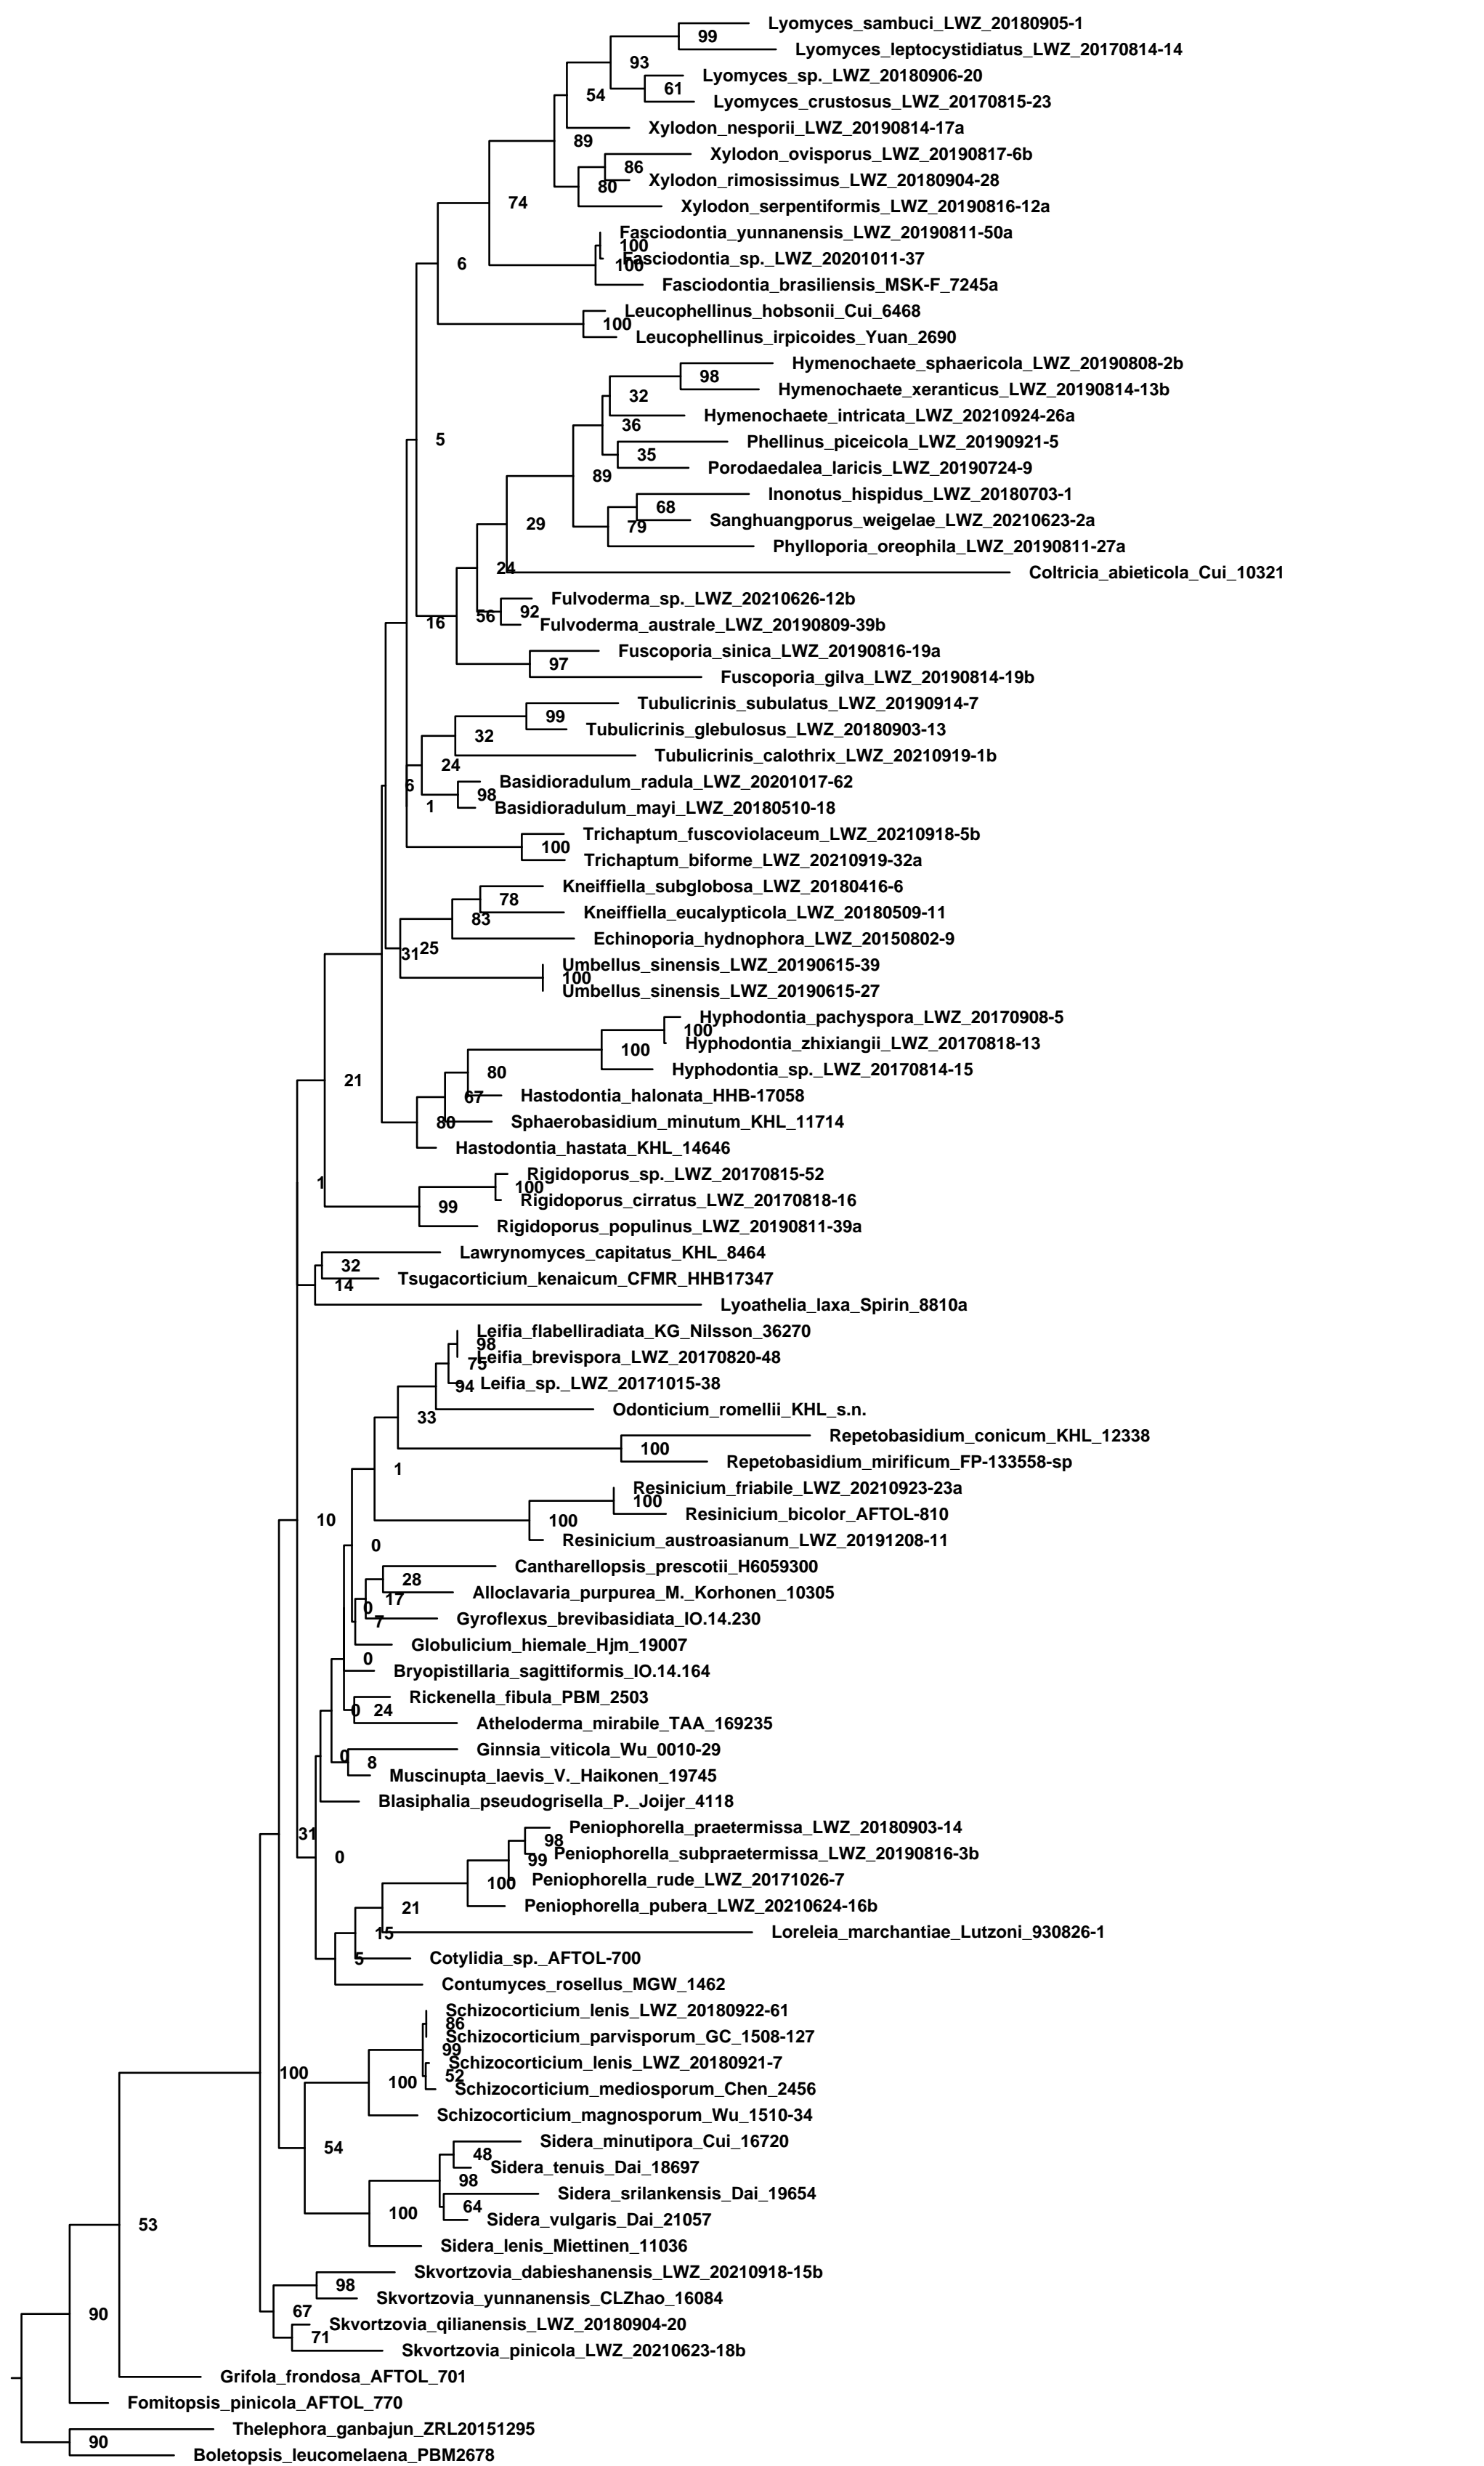 Lyomyces_sambuci_LWZ_20180905-1
99
Lyomyces_leptocystidiatus_LWZ_20170814-14
93
Lyomyces_sp._LWZ_20180906-20
61
54
Lyomyces_crustosus_LWZ_20170815-23
Xylodon_nesporii_LWZ_20190814-17a
89
Xylodon_ovisporus_LWZ_20190817-6b
86
Xylodon_rimosissimus_LWZ_20180904-28
80
74
Xylodon_serpentiformis_LWZ_20190816-12a
Fasciodontia_yunnanensis_LWZ_20190811-50a
100
Fasciodontia_sp._LWZ_20201011-37
100
6
Fasciodontia_brasiliensis_MSK-F_7245a
Leucophellinus_hobsonii_Cui_6468
100
Leucophellinus_irpicoides_Yuan_2690
Hymenochaete_sphaericola_LWZ_20190808-2b
98
Hymenochaete_xeranticus_LWZ_20190814-13b
32
Hymenochaete_intricata_LWZ_20210924-26a
36
5
Phellinus_piceicola_LWZ_20190921-5
35
Porodaedalea_laricis_LWZ_20190724-9
89
Inonotus_hispidus_LWZ_20180703-1
68
Sanghuangporus_weigelae_LWZ_20210623-2a
29
79
Phylloporia_oreophila_LWZ_20190811-27a
24
Coltricia_abieticola_Cui_10321
Fulvoderma_sp._LWZ_20210626-12b
92
56
16
Fulvoderma_australe_LWZ_20190809-39b
Fuscoporia_sinica_LWZ_20190816-19a
97
Fuscoporia_gilva_LWZ_20190814-19b
Tubulicrinis_subulatus_LWZ_20190914-7
99
Tubulicrinis_glebulosus_LWZ_20180903-13
32
Tubulicrinis_calothrix_LWZ_20210919-1b
24
6
Basidioradulum_radula_LWZ_20201017-62
98
1
Basidioradulum_mayi_LWZ_20180510-18
Trichaptum_fuscoviolaceum_LWZ_20210918-5b
100
Trichaptum_biforme_LWZ_20210919-32a
Kneiffiella_subglobosa_LWZ_20180416-6
78
Kneiffiella_eucalypticola_LWZ_20180509-11
83
Echinoporia_hydnophora_LWZ_20150802-9
25
31
Umbellus_sinensis_LWZ_20190615-39
100
Umbellus_sinensis_LWZ_20190615-27
Hyphodontia_pachyspora_LWZ_20170908-5
100
Hyphodontia_zhixiangii_LWZ_20170818-13
100
Hyphodontia_sp._LWZ_20170814-15
80
21
Hastodontia_halonata_HHB-17058
67
Sphaerobasidium_minutum_KHL_11714
80
Hastodontia_hastata_KHL_14646
Rigidoporus_sp._LWZ_20170815-52
1
100
Rigidoporus_cirratus_LWZ_20170818-16
99
Rigidoporus_populinus_LWZ_20190811-39a
Lawrynomyces_capitatus_KHL_8464
32
Tsugacorticium_kenaicum_CFMR_HHB17347
14
Lyoathelia_laxa_Spirin_8810a
Leifia_flabelliradiata_KG_Nilsson_36270
98
Leifia_brevispora_LWZ_20170820-48
75
Leifia_sp._LWZ_20171015-38
94
Odonticium_romellii_KHL_s.n.
33
Repetobasidium_conicum_KHL_12338
100
Repetobasidium_mirificum_FP-133558-sp
1
Resinicium_friabile_LWZ_20210923-23a
100
Resinicium_bicolor_AFTOL-810
100
10
Resinicium_austroasianum_LWZ_20191208-11
0
Cantharellopsis_prescotii_H6059300
28
Alloclavaria_purpurea_M._Korhonen_10305
17
0
Gyroflexus_brevibasidiata_IO.14.230
7
Globulicium_hiemale_Hjm_19007
0
Bryopistillaria_sagittiformis_IO.14.164
Rickenella_fibula_PBM_2503
24
0
Atheloderma_mirabile_TAA_169235
Ginnsia_viticola_Wu_0010-29
0
8
Muscinupta_laevis_V._Haikonen_19745
Blasiphalia_pseudogrisella_P._Joijer_4118
Peniophorella_praetermissa_LWZ_20180903-14
31
98
Peniophorella_subpraetermissa_LWZ_20190816-3b
0
99
Peniophorella_rude_LWZ_20171026-7
100
Peniophorella_pubera_LWZ_20210624-16b
21
Loreleia_marchantiae_Lutzoni_930826-1
15
Cotylidia_sp._AFTOL-700
5
Contumyces_rosellus_MGW_1462
Schizocorticium_lenis_LWZ_20180922-61
86
Schizocorticium_parvisporum_GC_1508-127
99
Schizocorticium_lenis_LWZ_20180921-7
100
52
100
Schizocorticium_mediosporum_Chen_2456
Schizocorticium_magnosporum_Wu_1510-34
Sidera_minutipora_Cui_16720
54
48
Sidera_tenuis_Dai_18697
98
Sidera_srilankensis_Dai_19654
64
100
Sidera_vulgaris_Dai_21057
53
Sidera_lenis_Miettinen_11036
Skvortzovia_dabieshanensis_LWZ_20210918-15b
98
Skvortzovia_yunnanensis_CLZhao_16084
67
90
Skvortzovia_qilianensis_LWZ_20180904-20
71
Skvortzovia_pinicola_LWZ_20210623-18b
Grifola_frondosa_AFTOL_701
Fomitopsis_pinicola_AFTOL_770
Thelephora_ganbajun_ZRL20151295
90
Boletopsis_leucomelaena_PBM2678